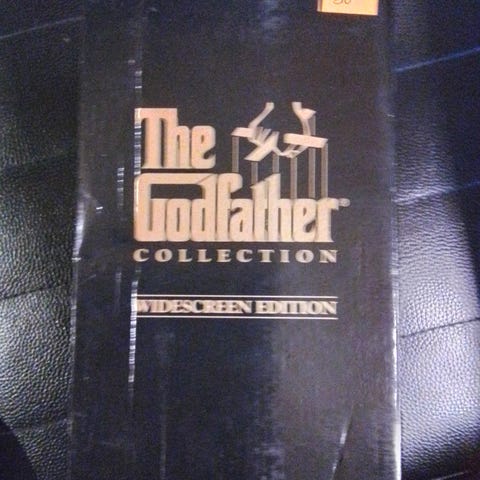 The
Godfather®
COLLECTION
WIDESCREEN EDITION